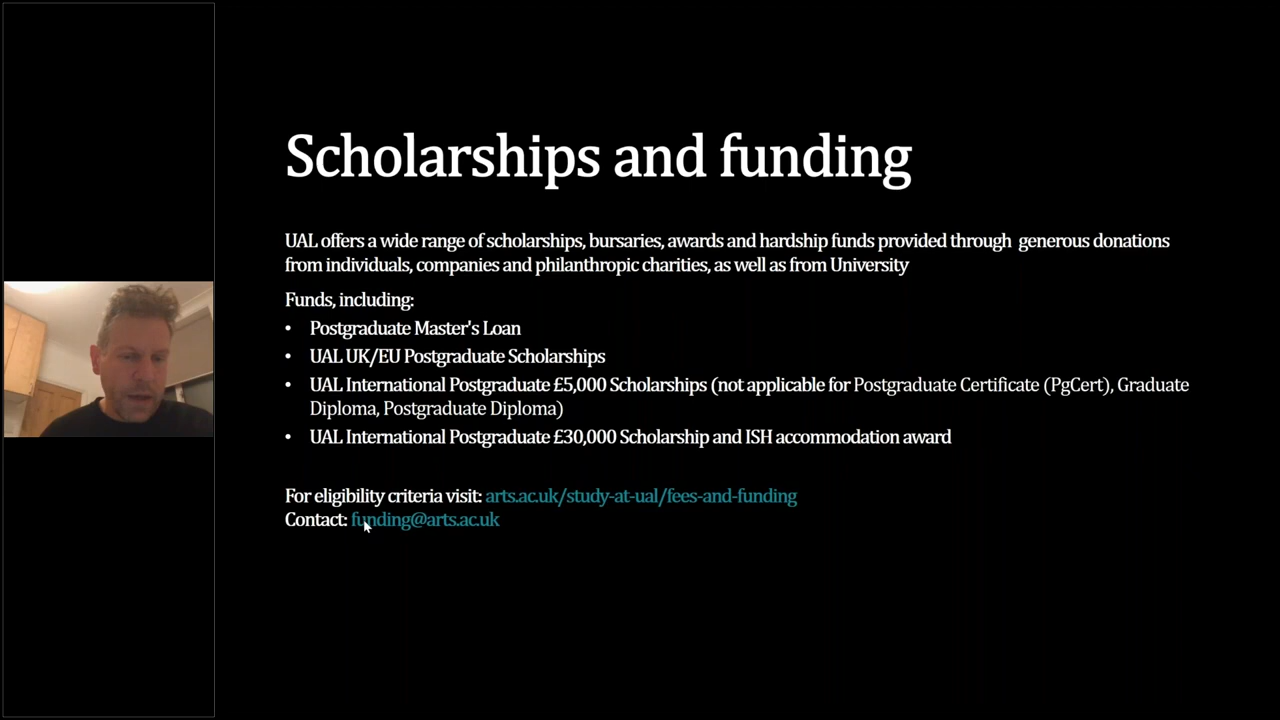 Scholarships and funding
UAL offers a wide range of scholarships, bursaries, awards and hardship funds provided through generous donations
from individuals, companies and philanthropic charities, as well as from University
Funds, including:
• Postgraduate Master's Loan
• UAL UK/EU Postgraduate Scholarships
• UAL International Postgraduate £5,000 Scholarships (not applicable for Postgraduate Certificate (PgCert), Graduate
Diploma, Postgraduate Diploma)
• UAL International Postgraduate £30,000 Scholarship and ISH accommodation award
For eligibility criteria visit: arts.ac.uk/study-at-ual/fees-and-funding
Contact: funding@arts.ac.uk